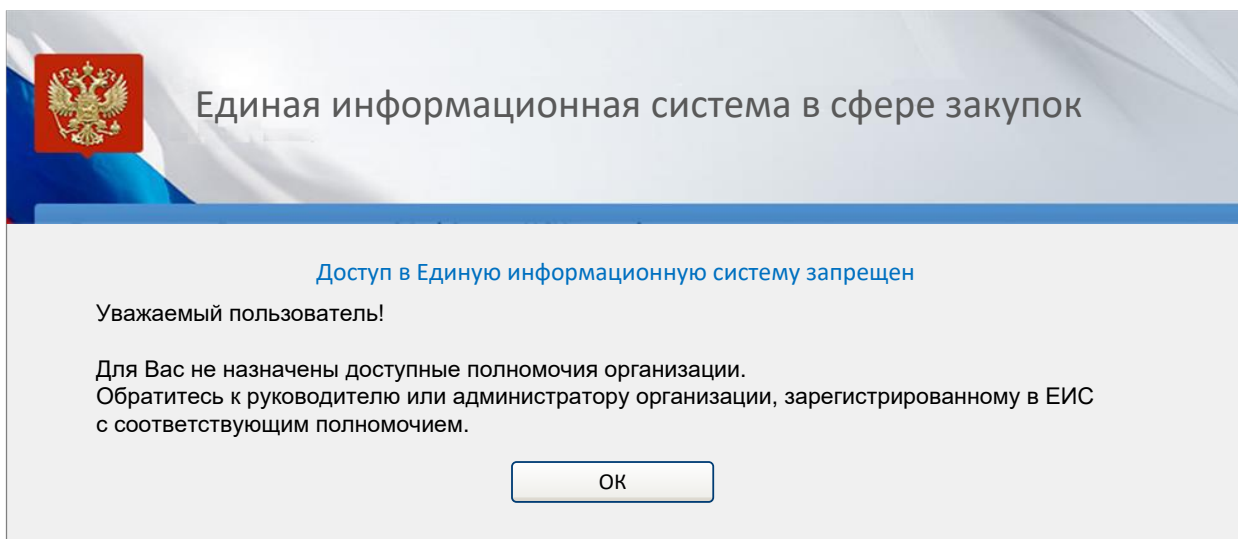 Единая информационная система в сфере закупок
Доступ в Единую информационную систему запрещен
Уважаемый пользователь!
Для Вас не назначены доступные полномочия организации.
Обратитесь к руководителю или администратору организации, зарегистрированному в ЕИС
с соответствующим полномочием.
ОК